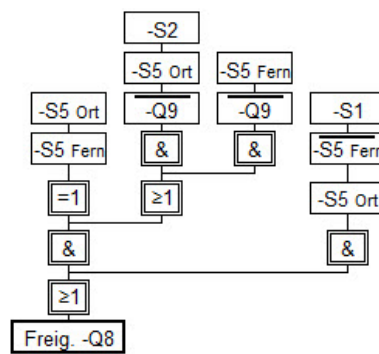 -S2
-S5 Ort -S5 Fern
-S5 Ort -Q9 -Q9 -S1
-S5 Fern & & -S5 Fern
=1 ≥1 -S5 Ort
& &
≥1
Freig. -Q8